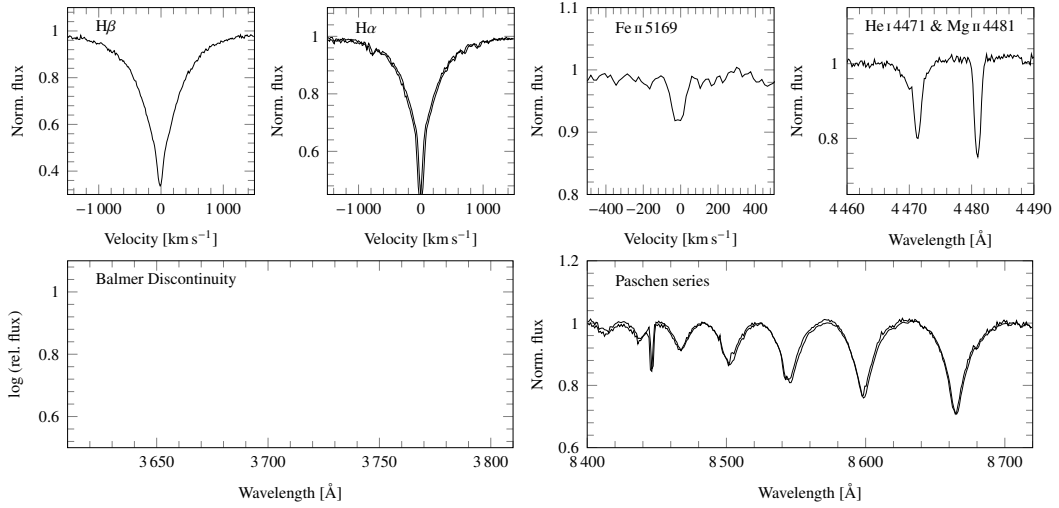 Hβ
Norm. flux
1
0.8
0.6
0.4
−1 000 0 1 000
Velocity [km s⁻¹]
Hα
Norm. flux
1
0.8
0.6
−1 000 0 1 000
Velocity [km s⁻¹]
Fe II 5169
Norm. flux
1.1
1
0.9
0.8
−400 −200 0 200 400
Velocity [km s⁻¹]
He I 4471 & Mg II 4481
Norm. flux
1
0.8
4 460 4 470 4 480 4 490
Wavelength [Å]
Balmer Discontinuity
log (rel. flux)
1
0.8
0.6
3 650 3 700 3 750 3 800
Wavelength [Å]
Paschen series
Norm. flux
1.2
1
0.8
0.6
8 400 8 500 8 600 8 700
Wavelength [Å]